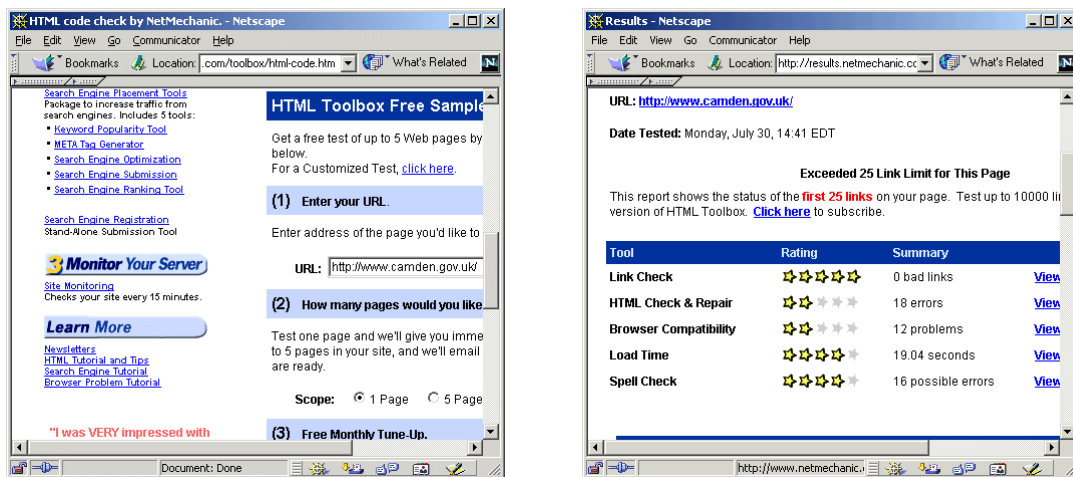 HTML code check by NetMechanic. - Netscape
File Edit View Go Communicator Help
Bookmarks Location: .com/toolbox/html-code.htm What's Related N
Search Engine Placement Tools
Package to increase traffic from
search engines. Includes 5 tools:
Keyword Popularity Tool
META Tag Generator
Search Engine Optimization
Search Engine Submission
Search Engine Ranking Tool
Search Engine Registration
Stand-Alone Submission Tool
3 Monitor Your Server
Site Monitoring
Checks your site every 15 minutes.
Learn More
Newsletters
HTML Tutorial and Tips
Search Engine Tutorial
Browser Problem Tutorial
"I was VERY impressed with
HTML Toolbox Free Sample
Get a free test of up to 5 Web pages by
below.
For a Customized Test, click here.
(1) Enter your URL.
Enter address of the page you'd like to
URL: http://www.camden.gov.uk/
(2) How many pages would you like
Test one page and we'll give you imme
to 5 pages in your site, and we'll email
are ready.
Scope: 1 Page 5 Page
(3) Free Monthly Tune-Up.
Document: Done
Results - Netscape
File Edit View Go Communicator Help
Bookmarks Location: http://results.netmechanic.cc What's Related N
URL: http://www.camden.gov.uk/
Date Tested: Monday, July 30, 14:41 EDT
Exceeded 25 Link Limit for This Page
This report shows the status of the first 25 links on your page. Test up to 10000 li
version of HTML Toolbox. Click here to subscribe.
Tool Rating Summary
Link Check 0 bad links View
HTML Check & Repair 18 errors View
Browser Compatibility 12 problems View
Load Time 19.04 seconds View
Spell Check 16 possible errors View
http://www.netmechanic.